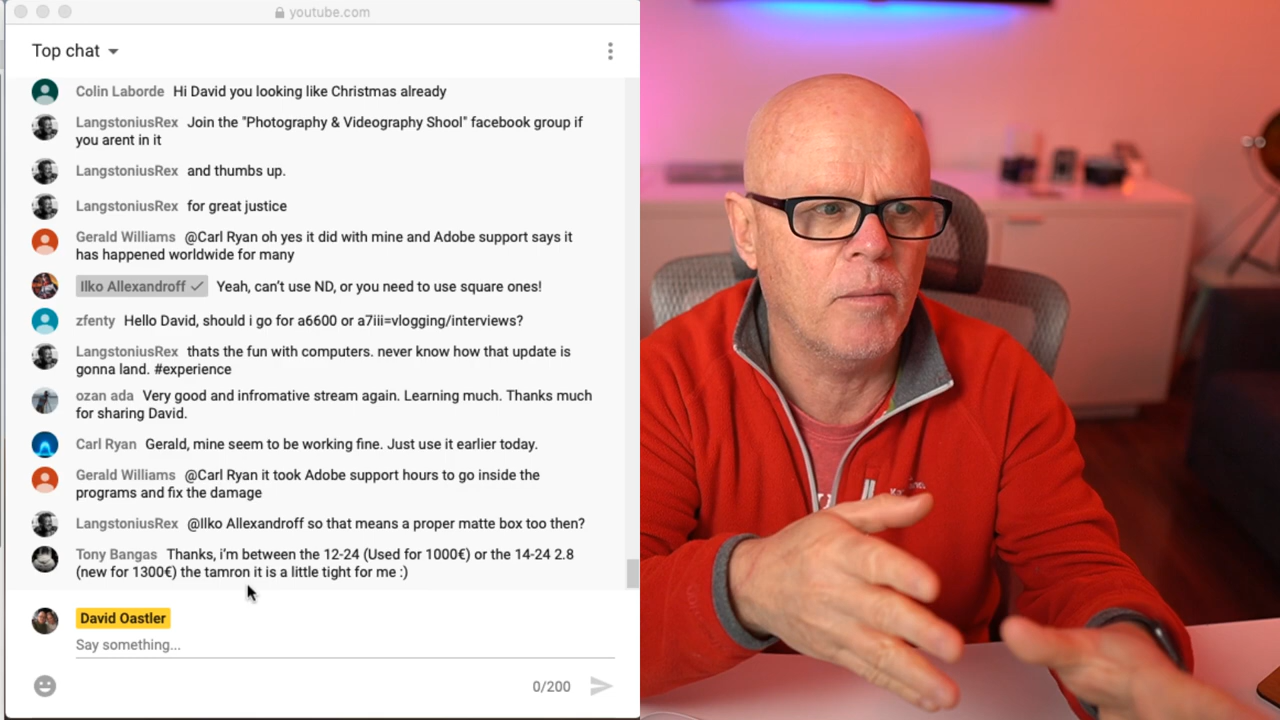 youtube.com
Top chat
Colin Laborde Hi David you looking like Christmas already
LangstoniusRex Join the "Photography & Videography Shool" facebook group if
you arent in it
LangstoniusRex and thumbs up.
LangstoniusRex for great justice
Gerald Williams @Carl Ryan oh yes it did with mine and Adobe support says it
has happened worldwide for many
Ilko Allexandroff Yeah, can't use ND, or you need to use square ones!
zfenty Hello David, should i go for a6600 or a7iii=vlogging/interviews?
LangstoniusRex thats the fun with computers. never know how that update is
gonna land. #experience
ozan ada Very good and infromative stream again. Learning much. Thanks much
for sharing David.
Carl Ryan Gerald, mine seem to be working fine. Just use it earlier today.
Gerald Williams @Carl Ryan it took Adobe support hours to go inside the
programs and fix the damage
LangstoniusRex @Ilko Allexandroff so that means a proper matte box too then?
Tony Bangas Thanks, i'm between the 12-24 (Used for 1000€) or the 14-24 2.8
(new for 1300€) the tamron it is a little tight for me :)
David Oastler
Say something...
0/200